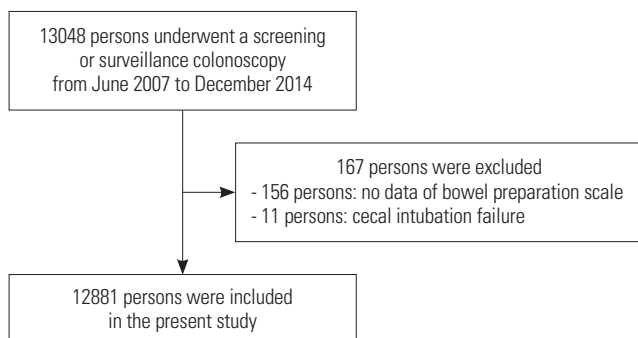 13048 persons underwent a screening
or surveillance colonoscopy
from June 2007 to December 2014
167 persons were excluded
- 156 persons: no data of bowel preparation scale
- 11 persons: cecal intubation failure
12881 persons were included
in the present study